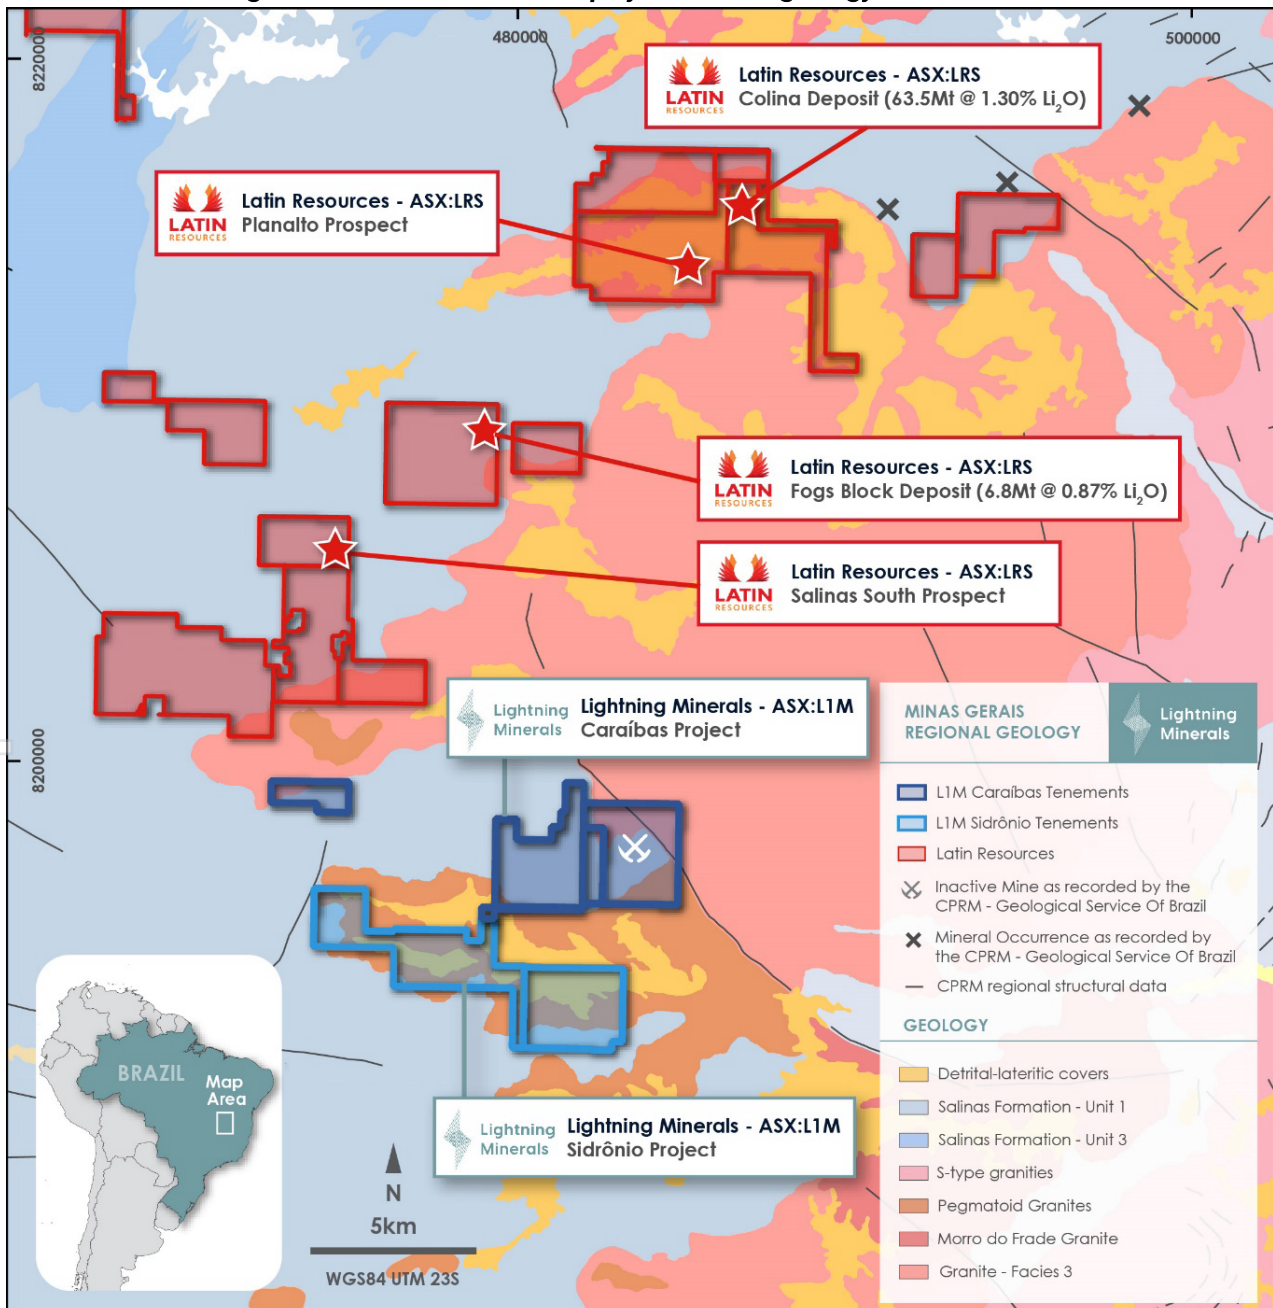 480000
500000
8220000
8200000
LATIN
RESOURCES
Latin Resources - ASX:LRS
Colina Deposit (63.5Mt @ 1.30% Li₂O)
LATIN
RESOURCES
Latin Resources - ASX:LRS
Planalto Prospect
LATIN
RESOURCES
Latin Resources - ASX:LRS
Fogs Block Deposit (6.8Mt @ 0.87% Li₂O)
LATIN
RESOURCES
Latin Resources - ASX:LRS
Salinas South Prospect
Lightning
Minerals
Lightning Minerals - ASX:L1M
Caraíbas Project
Lightning
Minerals
Lightning Minerals - ASX:L1M
Sidrônio Project
MINAS GERAIS
REGIONAL GEOLOGY
Lightning
Minerals
L1M Caraíbas Tenements
L1M Sidrônio Tenements
Latin Resources
Inactive Mine as recorded by the
CPRM - Geological Service Of Brazil
Mineral Occurrence as recorded by
the CPRM - Geological Service Of Brazil
CPRM regional structural data
GEOLOGY
Detrital-lateritic covers
Salinas Formation - Unit 1
Salinas Formation - Unit 3
S-type granities
Pegmatoid Granites
Morro do Frade Granite
Granite - Facies 3
BRAZIL
Map
Area
N
5km
WGS84 UTM 23S